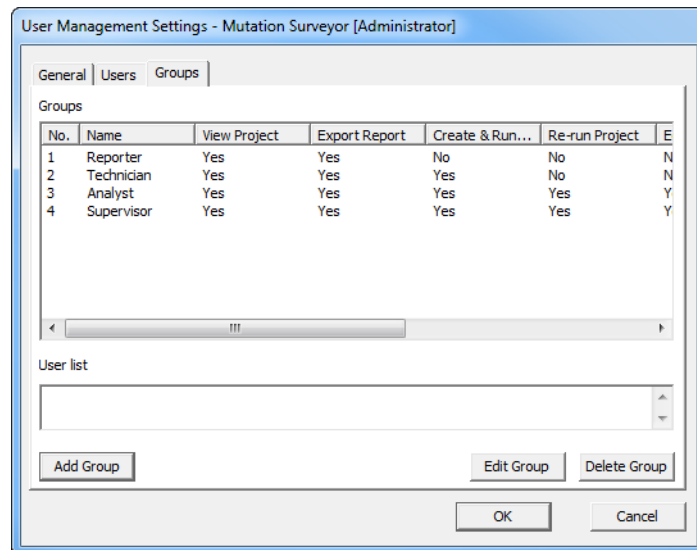 User Management Settings - Mutation Surveyor [Administrator]
General Users Groups
Groups
No. Name View Project Export Report Create & Run... Re-run Project E
1 Reporter Yes Yes No No N
2 Technician Yes Yes Yes No N
3 Analyst Yes Yes Yes Yes Y
4 Supervisor Yes Yes Yes Yes Y
User list
Add Group Edit Group Delete Group
OK Cancel